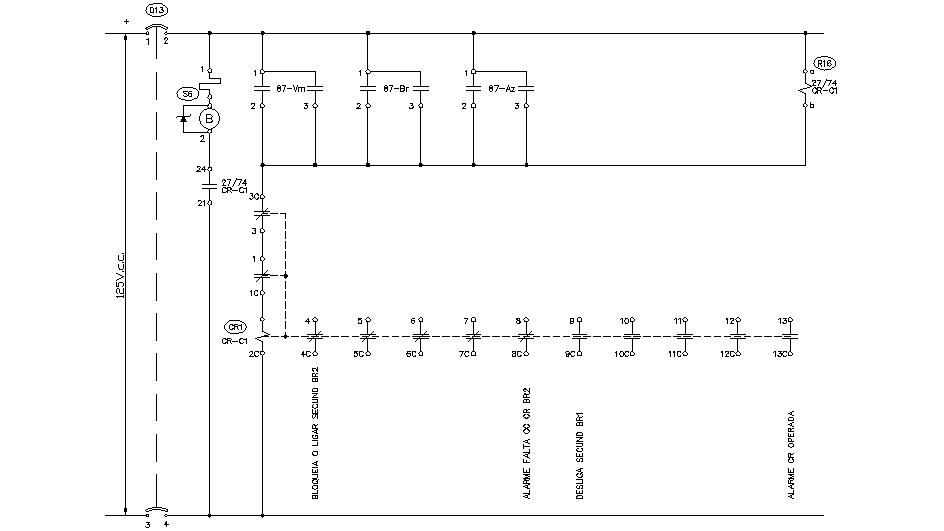 D13
+
1 2
1
S6
B
2
24
27/74
CR-C1
21
1
87-Vm
2 3
1
87-Br
2 3
1
87-Az
2 3
R16
a
27/74
CR-C1
b
3C
3
1
1C
125V.c.c.
CR1
CR-C1
2C
4 5 6 7 8 9 10 11 12 13
4C 5C 6C 7C 8C 9C 10C 11C 12C 13C
BLOQUEIA O LIGAR SECUND BR2
ALARME FALTA CC CR BR2
DESLIGA SECUND BR1
ALARME CR OPERADA
3 4